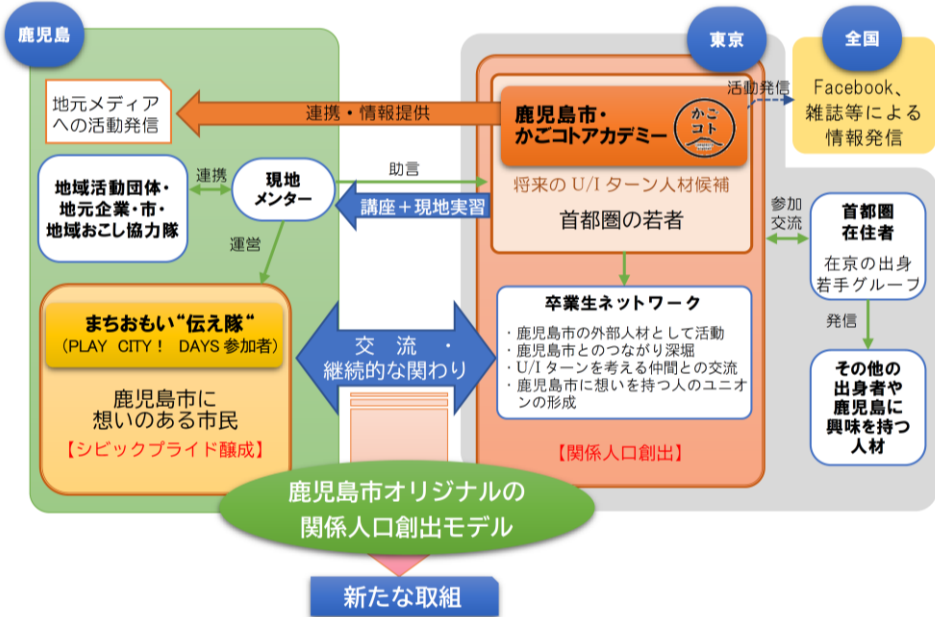 鹿児島
東京
全国
地元メディア
への活動発信
連携・情報提供
鹿児島市・
かごコトアカデミー
かご
コト
活動発信
Facebook、
雑誌等による
情報発信
将来のU/Iターン人材候補
首都圏の若者
地域活動団体・
地元企業・市・
地域おこし協力隊
連携
現地
メンター
助言
講座＋現地実習
運営
参加
交流
首都圏
在住者
在京の出身
若手グループ
発信
その他の
出身者や
鹿児島に
興味を持つ
人材
まちおもい“伝え隊“
(PLAY CITY！ DAYS参加者)
鹿児島市に
想いのある市民
【シビックプライド醸成】
交流・
継続的な関わり
卒業生ネットワーク
・鹿児島市の外部人材として活動
・鹿児島市とのつながり深堀
・U/Iターンを考える仲間との交流
・鹿児島市に想いを持つ人のユニオ
ンの形成
【関係人口創出】
鹿児島市オリジナルの
関係人口創出モデル
新たな取組